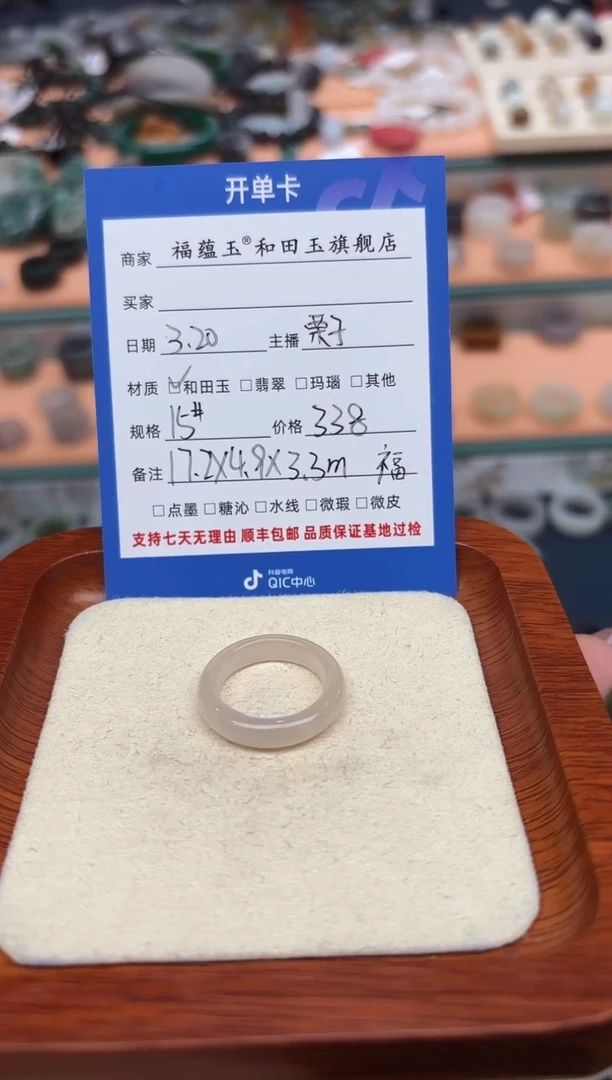 开单卡
商家 福蕴玉®和田玉旗舰店
买家
日期 3.20 主播 栗子
材质 ☑和田玉 □翡翠 □玛瑙 □其他
规格 15# 价格 338
备注 17.2X4.9X3.3m 福
□点墨 □糖沁 □水线 □微瑕 □微皮
支持七天无理由 顺丰包邮 品质保证基地过检
抖音电商
QIC中心